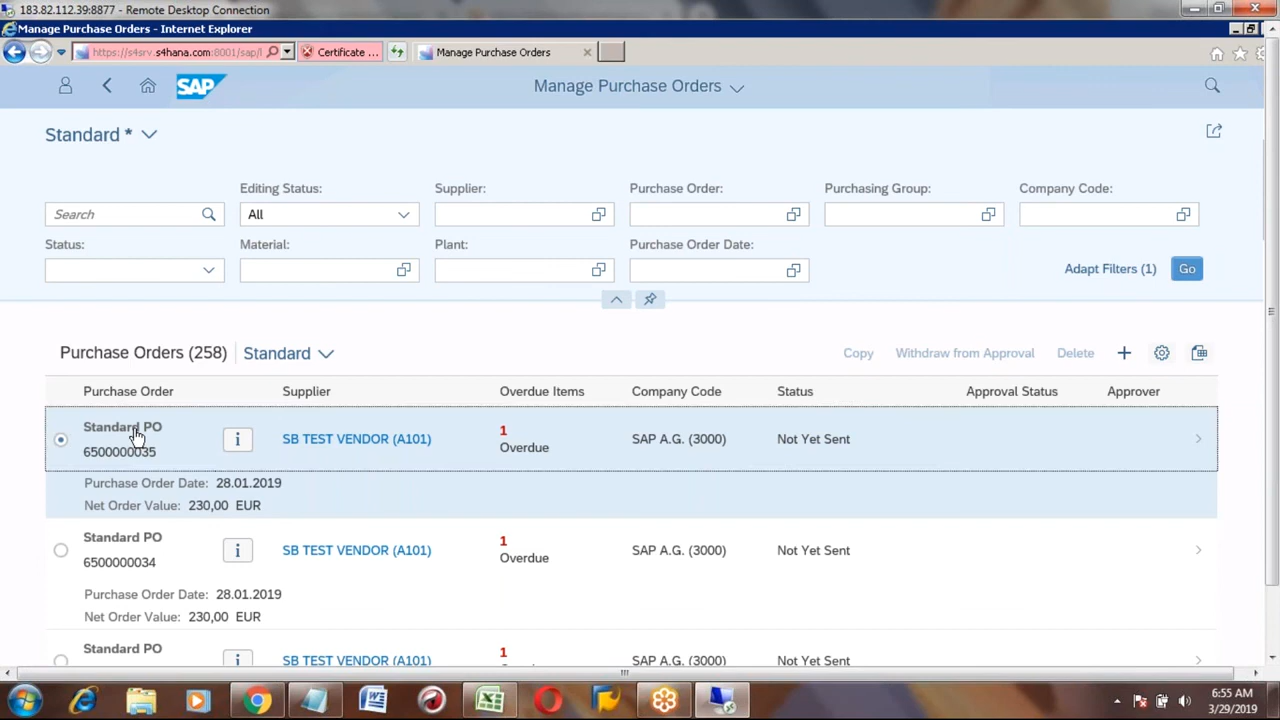 183.82.112.39:8877 - Remote Desktop Connection
Manage Purchase Orders - Internet Explorer
https://s4srv.s4hana.com:8001/sap/l
Certificate ...
Manage Purchase Orders
SAP
Manage Purchase Orders
Standard *
Editing Status:
Supplier:
Purchase Order:
Purchasing Group:
Company Code:
Search
All
Status:
Material:
Plant:
Purchase Order Date:
Adapt Filters (1)
Go
Purchase Orders (258)
Standard
Copy
Withdraw from Approval
Delete
Purchase Order
Supplier
Overdue Items
Company Code
Status
Approval Status
Approver
Standard PO
6500000035
i
SB TEST VENDOR (A101)
1
Overdue
SAP A.G. (3000)
Not Yet Sent
Purchase Order Date: 28.01.2019
Net Order Value: 230,00 EUR
Standard PO
6500000034
i
SB TEST VENDOR (A101)
1
Overdue
SAP A.G. (3000)
Not Yet Sent
Purchase Order Date: 28.01.2019
Net Order Value: 230,00 EUR
Standard PO
i
SB TEST VENDOR (A101)
1
SAP A.G. (3000)
Not Yet Sent
6:55 AM
3/29/2019